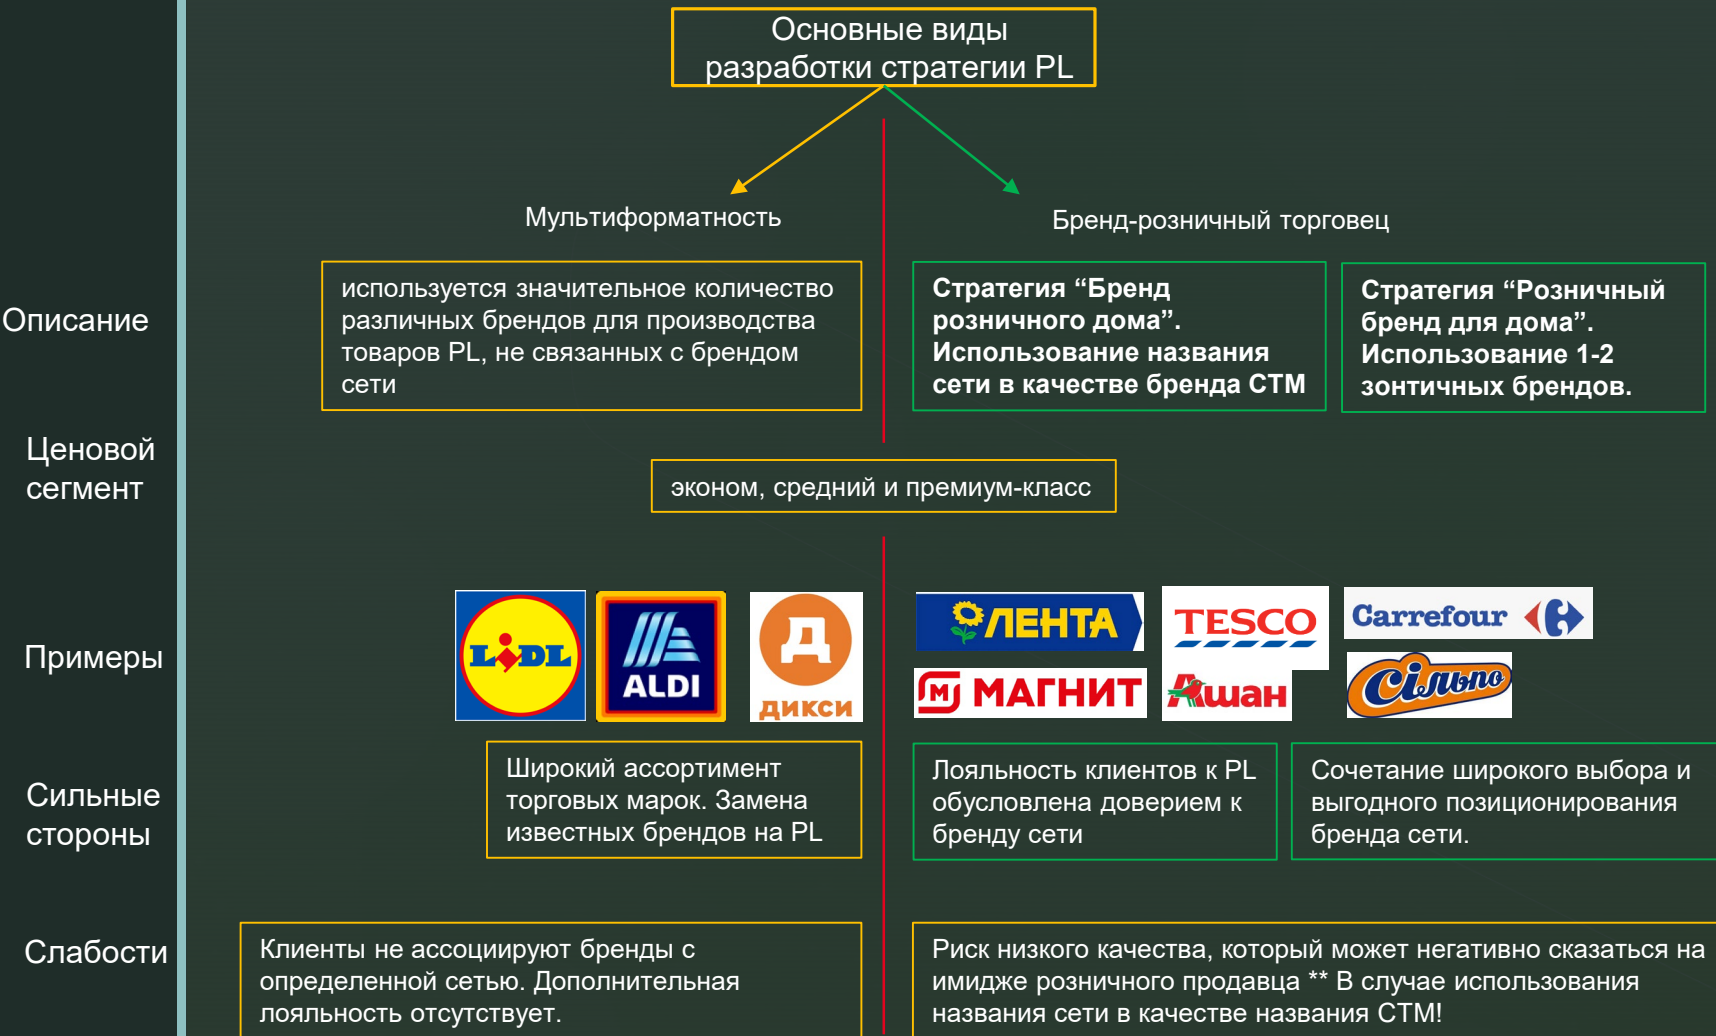 Основные виды
разработки стратегии PL
Мультиформатность
Бренд-розничный торговец
Описание
используется значительное количество
различных брендов для производства
товаров PL, не связанных с брендом
сети
Стратегия “Бренд
розничного дома”.
Использование названия
сети в качестве бренда СТМ
Стратегия “Розничный
бренд для дома”.
Использование 1-2
зонтичных брендов.
Ценовой
сегмент
эконом, средний и премиум-класс
Примеры
LIDL
ALDI
Д
ДИКСИ
ЛЕНТА
TESCO
Carrefour
М МАГНИТ
Ашан
Сільпо
Сильные
стороны
Широкий ассортимент
торговых марок. Замена
известных брендов на PL
Лояльность клиентов к PL
обусловлена доверием к
бренду сети
Сочетание широкого выбора и
выгодного позиционирования
бренда сети.
Слабости
Клиенты не ассоциируют бренды с
определенной сетью. Дополнительная
лояльность отсутствует.
Риск низкого качества, который может негативно сказаться на
имидже розничного продавца ** В случае использования
названия сети в качестве названия СТМ!